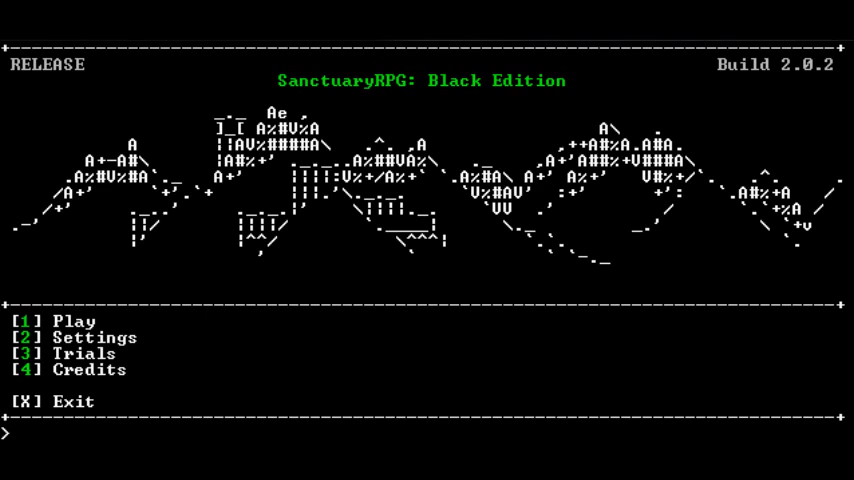 RELEASE Build 2.0.2
SanctuaryRPG: Black Edition
[1] Play
[2] Settings
[3] Trials
[4] Credits
[X] Exit
>